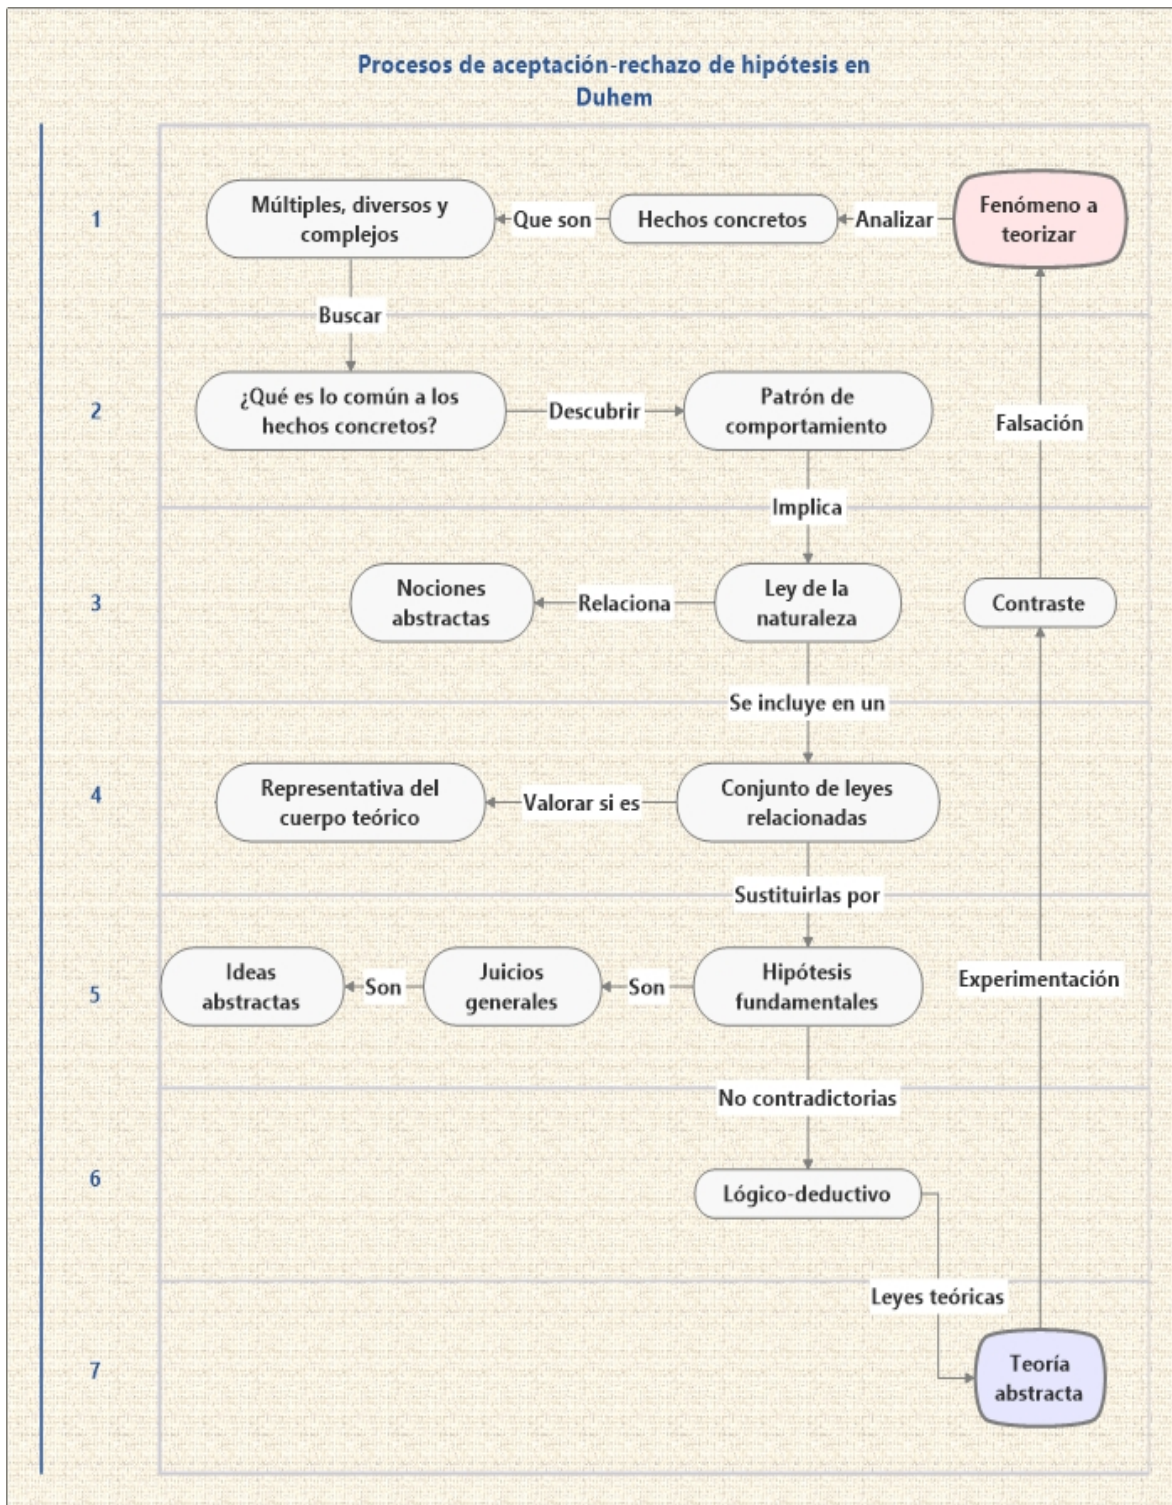 Procesos de aceptación-rechazo de hipótesis en
Duhem
1
Múltiples, diversos y
complejos
Que son
Hechos concretos
Analizar
Fenómeno a
teorizar
Buscar
2
¿Qué es lo común a los
hechos concretos?
Descubrir
Patrón de
comportamiento
Falsación
Implica
3
Nociones
abstractas
Relaciona
Ley de la
naturaleza
Contraste
Se incluye en un
4
Representativa del
cuerpo teórico
Valorar si es
Conjunto de leyes
relacionadas
Sustituirlas por
5
Ideas
abstractas
Son
Juicios
generales
Son
Hipótesis
fundamentales
Experimentación
No contradictorias
6
Lógico-deductivo
Leyes teóricas
7
Teoría
abstracta